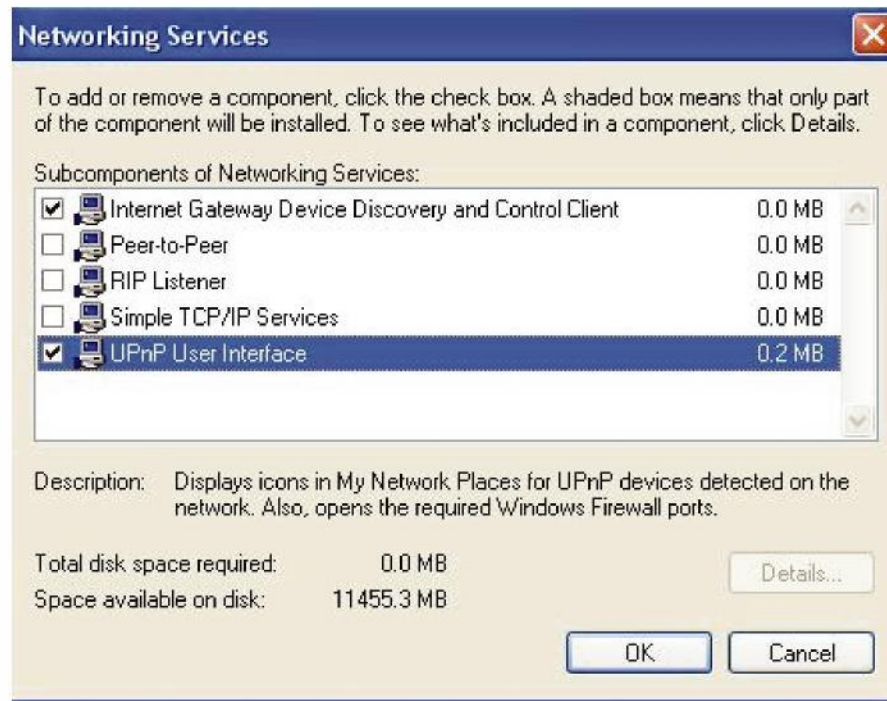 Networking Services
To add or remove a component, click the check box. A shaded box means that only part
of the component will be installed. To see what's included in a component, click Details.
Subcomponents of Networking Services:
Internet Gateway Device Discovery and Control Client 0.0 MB
Peer-to-Peer 0.0 MB
RIP Listener 0.0 MB
Simple TCP/IP Services 0.0 MB
UPnP User Interface 0.2 MB
Description: Displays icons in My Network Places for UPnP devices detected on the
network. Also, opens the required Windows Firewall ports.
Total disk space required: 0.0 MB
Space available on disk: 11455.3 MB
Details...
OK Cancel